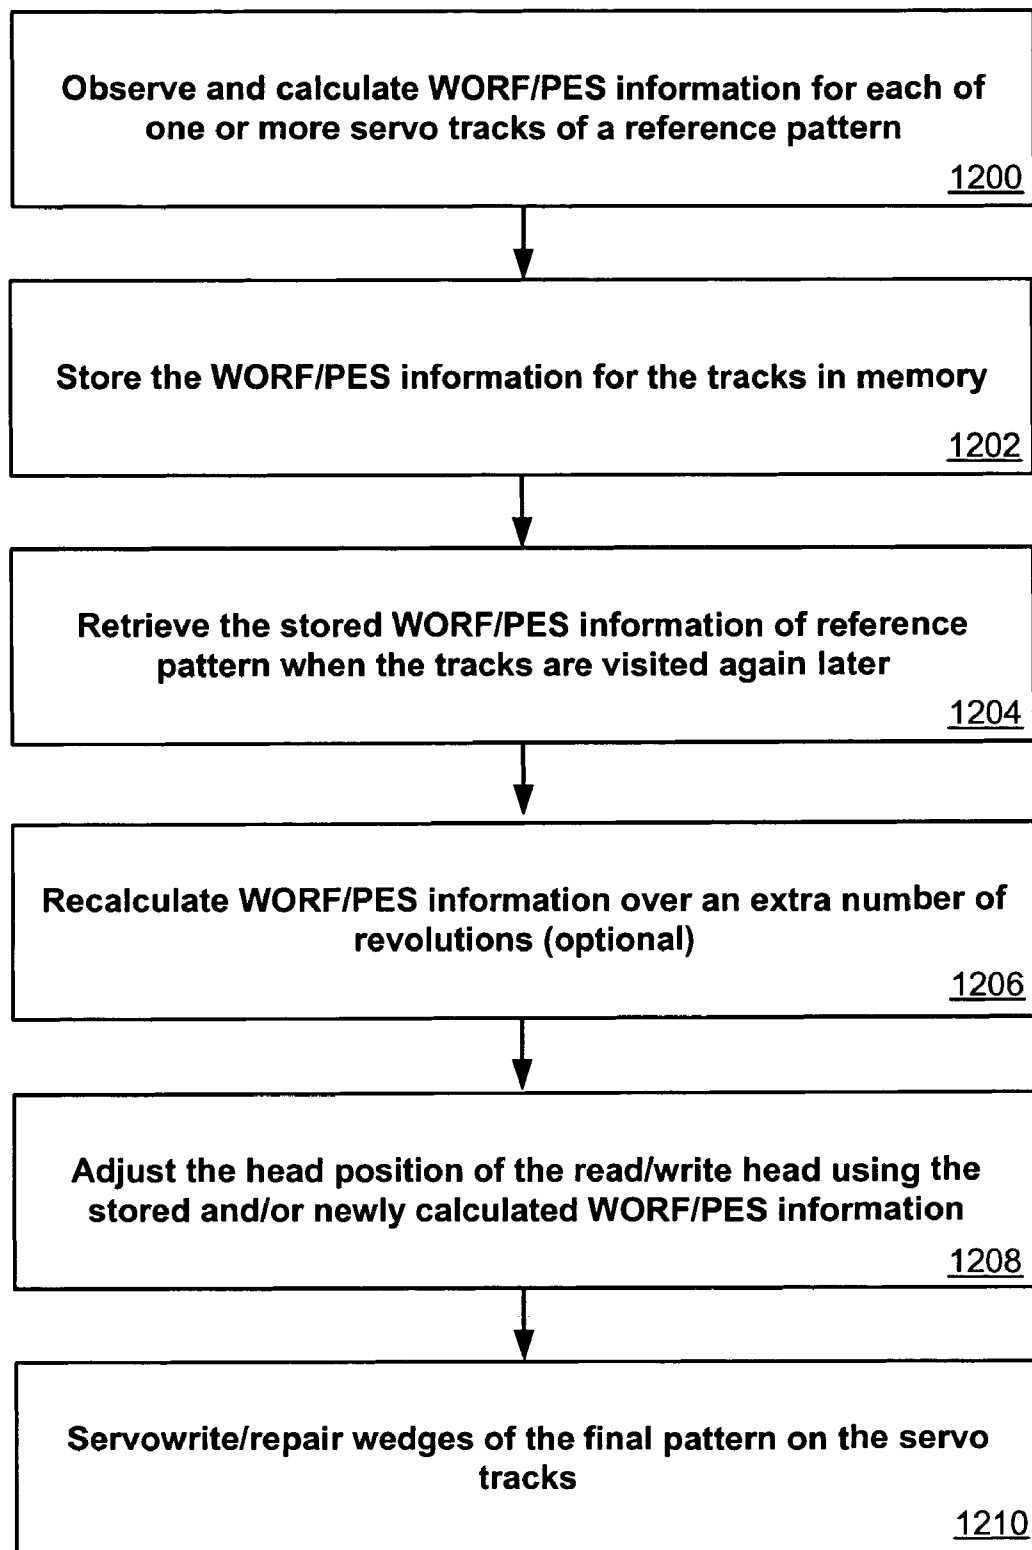 Observe and calculate WORF/PES information for each of
one or more servo tracks of a reference pattern
1200
Store the WORF/PES information for the tracks in memory
1202
Retrieve the stored WORF/PES information of reference
pattern when the tracks are visited again later
1204
Recalculate WORF/PES information over an extra number of
revolutions (optional)
1206
Adjust the head position of the read/write head using the
stored and/or newly calculated WORF/PES information
1208
Servowrite/repair wedges of the final pattern on the servo
tracks
1210